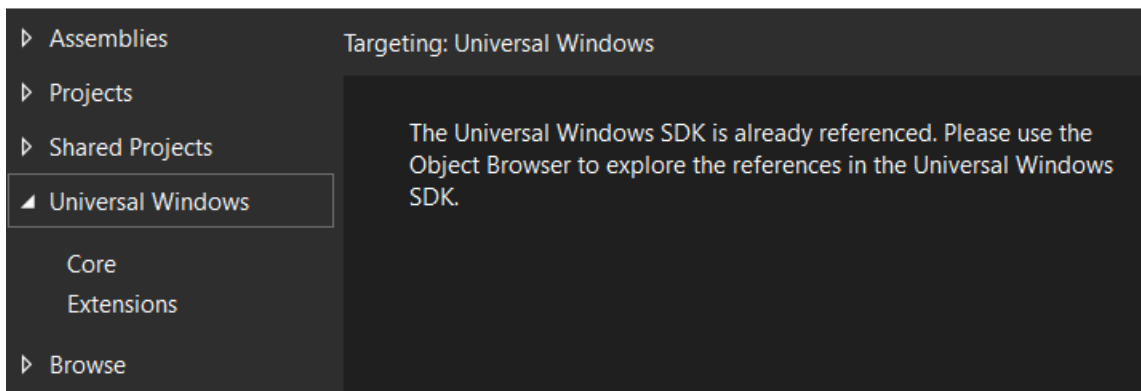 Assemblies
Projects
Shared Projects
Universal Windows
Core
Extensions
Browse
Targeting: Universal Windows
The Universal Windows SDK is already referenced. Please use the
Object Browser to explore the references in the Universal Windows
SDK.